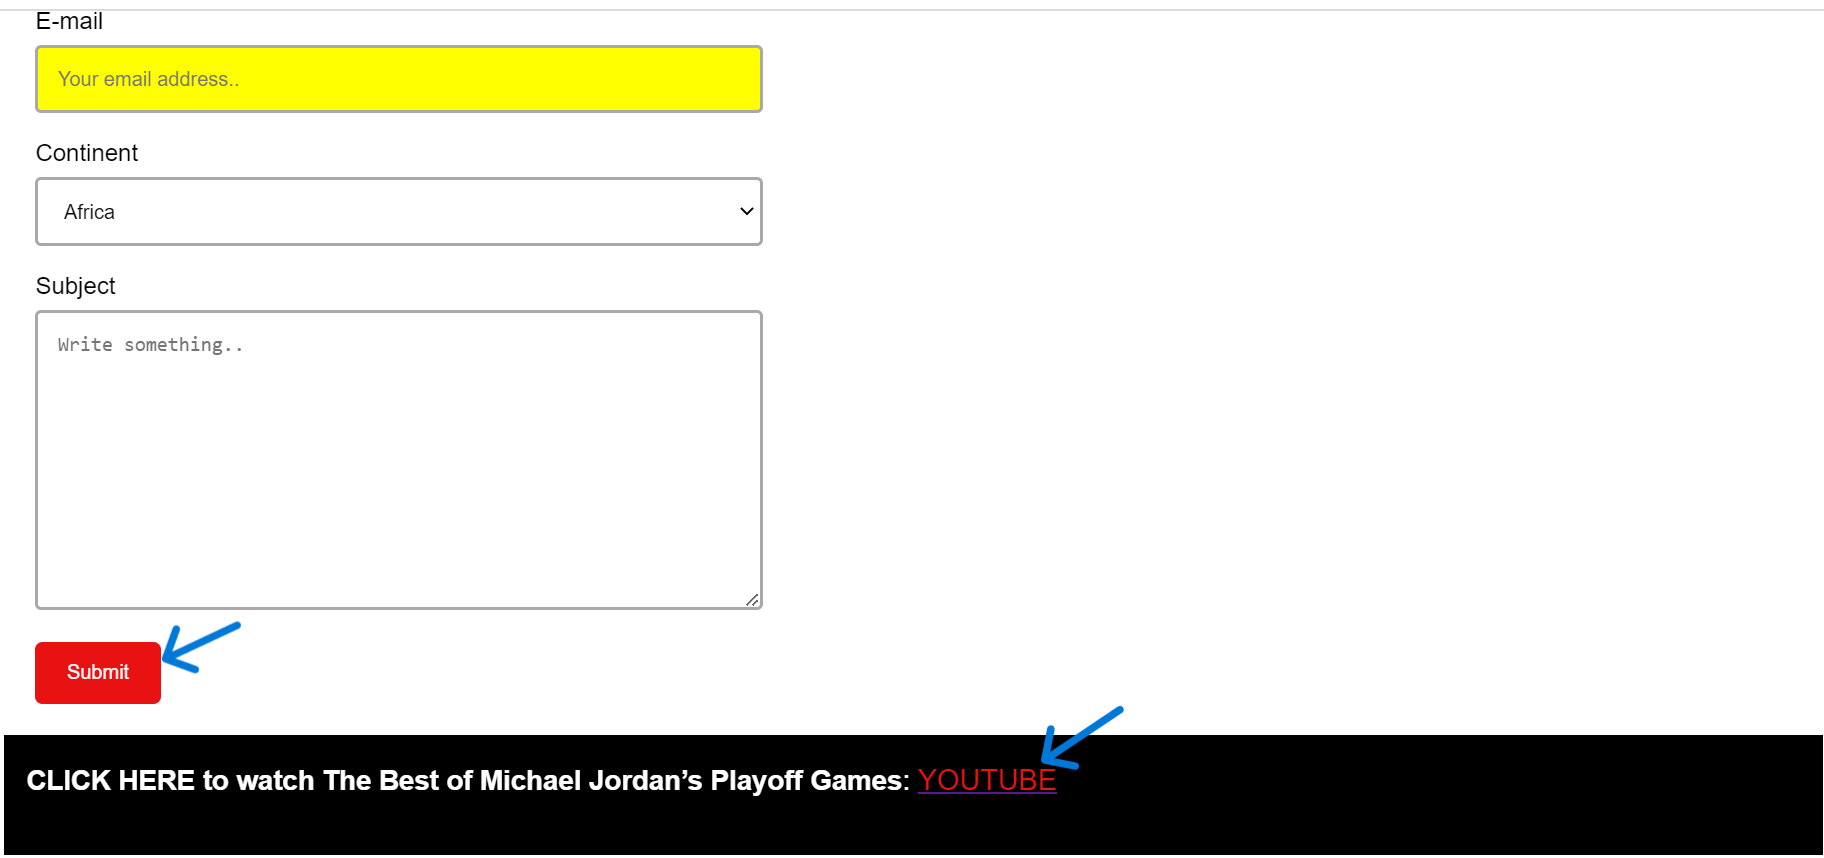 E-mail
Your email address..
Continent
Africa
Subject
Write something..
Submit
CLICK HERE to watch The Best of Michael Jordan’s Playoff Games: YOUTUBE